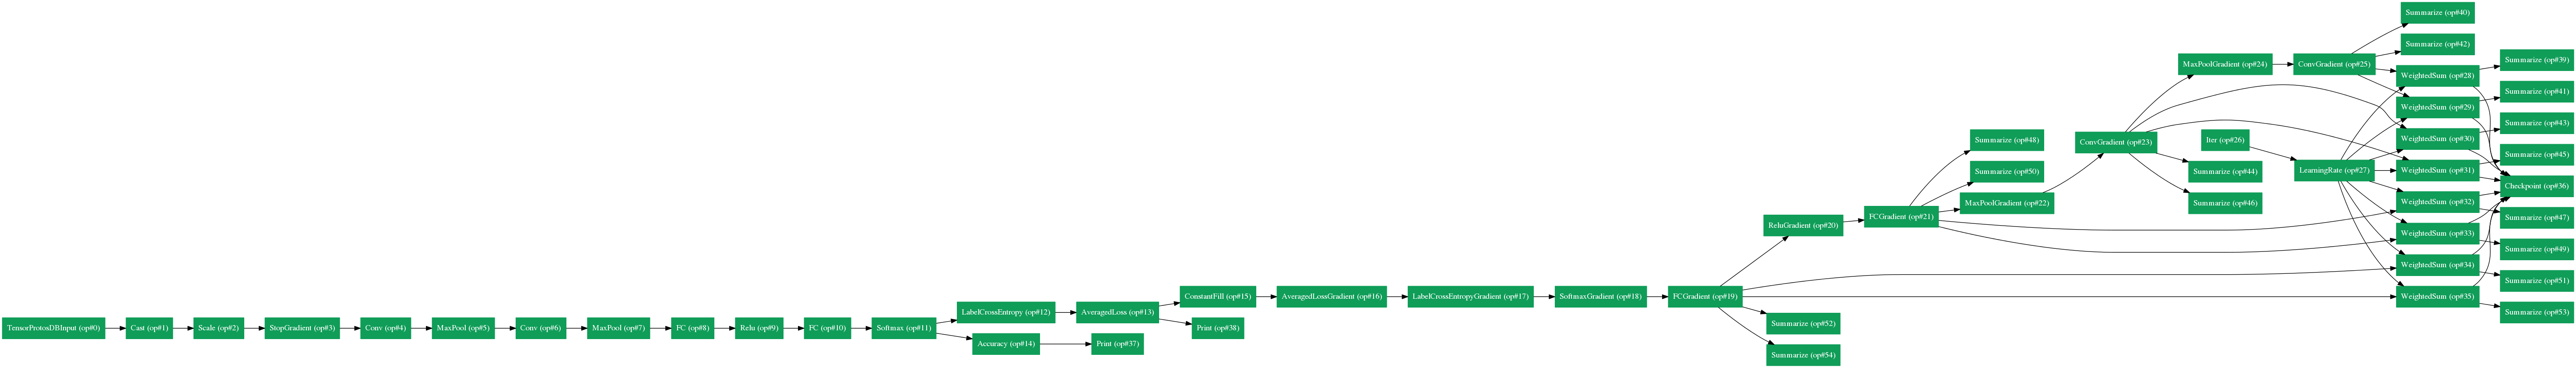 TensorProtosDBInput (op#0)
Cast (op#1)
Scale (op#2)
StopGradient (op#3)
Conv (op#4)
MaxPool (op#5)
Conv (op#6)
MaxPool (op#7)
FC (op#8)
Relu (op#9)
FC (op#10)
Softmax (op#11)
LabelCrossEntropy (op#12)
AveragedLoss (op#13)
Accuracy (op#14)
ConstantFill (op#15)
AveragedLossGradient (op#16)
LabelCrossEntropyGradient (op#17)
SoftmaxGradient (op#18)
FCGradient (op#19)
ReluGradient (op#20)
FCGradient (op#21)
MaxPoolGradient (op#22)
ConvGradient (op#23)
MaxPoolGradient (op#24)
ConvGradient (op#25)
Iter (op#26)
LearningRate (op#27)
WeightedSum (op#28)
WeightedSum (op#29)
WeightedSum (op#30)
WeightedSum (op#31)
WeightedSum (op#32)
WeightedSum (op#33)
WeightedSum (op#34)
WeightedSum (op#35)
Checkpoint (op#36)
Print (op#37)
Print (op#38)
Summarize (op#39)
Summarize (op#40)
Summarize (op#41)
Summarize (op#42)
Summarize (op#43)
Summarize (op#44)
Summarize (op#45)
Summarize (op#46)
Summarize (op#47)
Summarize (op#48)
Summarize (op#49)
Summarize (op#50)
Summarize (op#51)
Summarize (op#52)
Summarize (op#53)
Summarize (op#54)